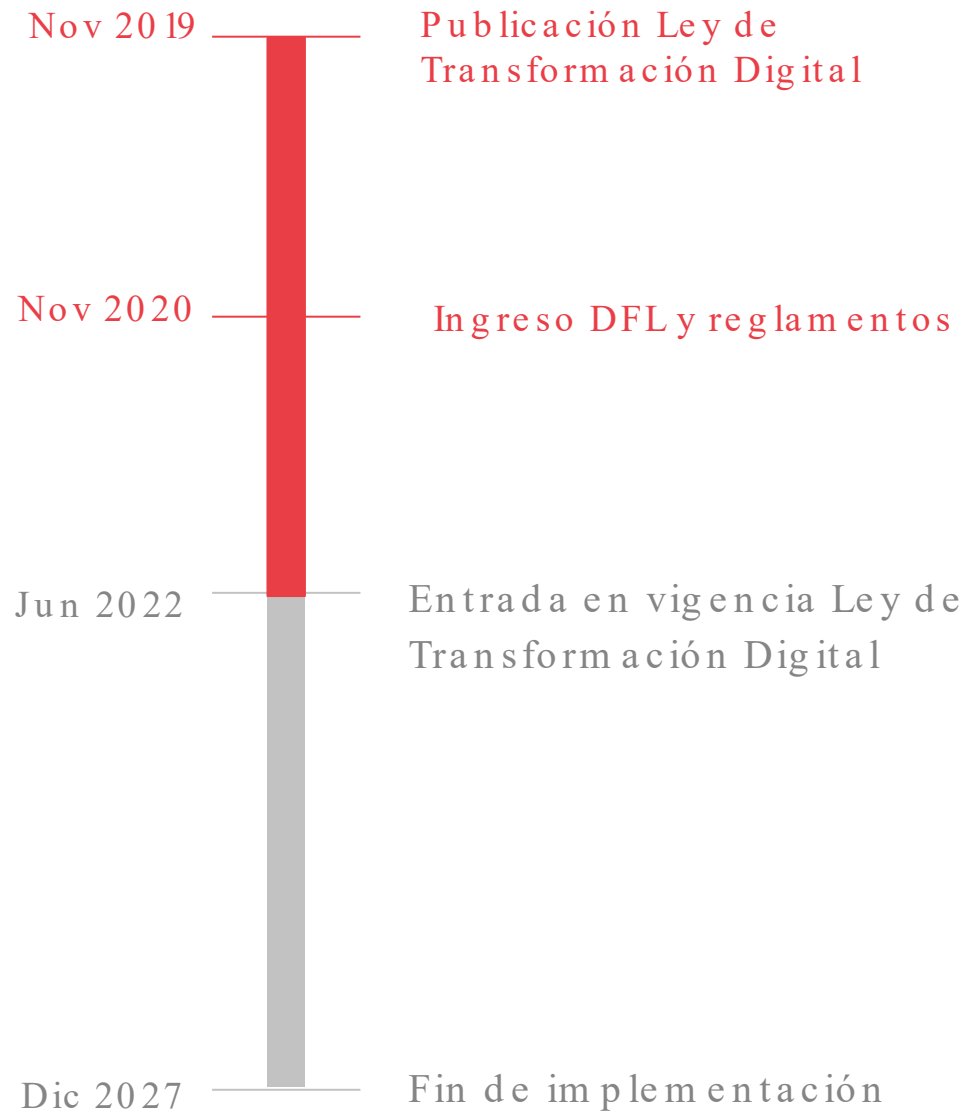 Nov 2019
Publicación Ley de
Transformación Digital
Nov 2020
Ingreso DFL y reglamentos
Jun 2022
Entrada en vigencia Ley de
Transformación Digital
Dic 2027
Fin de implementación